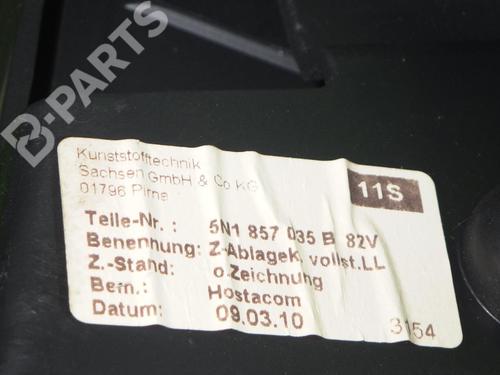 B-PARTS
Kunststofftechnik
Sachsen GmbH & Co KG
01796 Pirna
11S
Teile-Nr.: 5N1 857 035 B 82V
Benennung: Z-Ablagek. vollst.LL
Z.-Stand: o.Zeichnung
Bem.: Hostacom
Datum: 09.03.10
3154